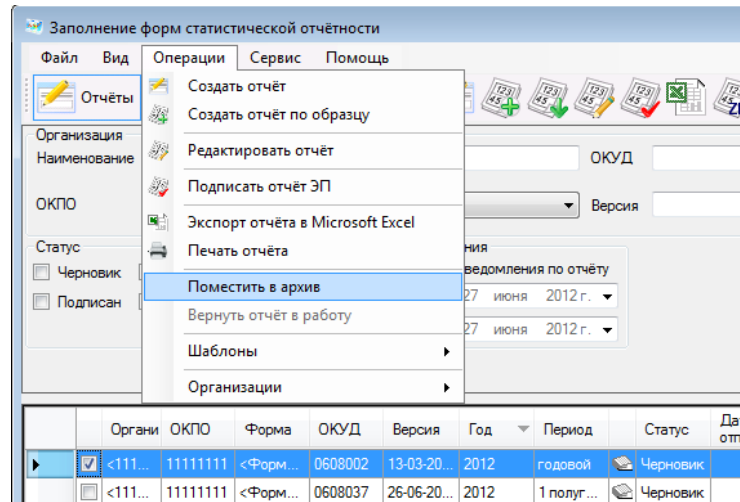 Заполнение форм статистической отчётности
Файл Вид Операции Сервис Помощь
Отчёты
Создать отчёт
Создать отчёт по образцу
Редактировать отчёт
Подписать отчёт ЭП
Экспорт отчёта в Microsoft Excel
Печать отчёта
Поместить в архив
Вернуть отчёт в работу
Шаблоны
Организации
Организация
Наименование ОКУД
ОКПО Версия
Статус
Черновик
Подписан
ния
ведомления по отчёту
27 июня 2012 г.
27 июня 2012 г.
Органи ОКПО Форма ОКУД Версия Год Период Статус
<111... 11111111 <Форм... 0608002 13-03-20... 2012 годовой Черновик
<111... 11111111 <Форм... 0608037 26-06-20... 2012 1 полуг... Черновик